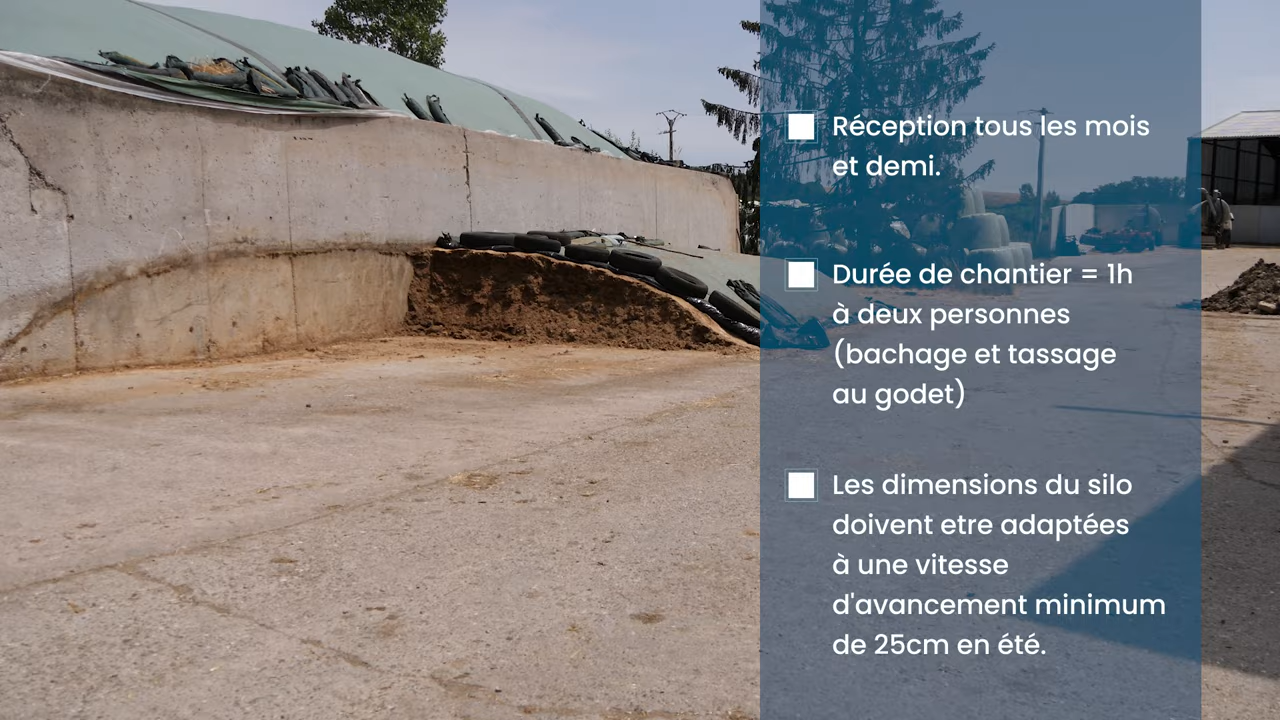 Réception tous les mois
et demi.
Durée de chantier = 1h
à deux personnes
(bachage et tassage
au godet)
Les dimensions du silo
doivent etre adaptées
à une vitesse
d'avancement minimum
de 25cm en été.